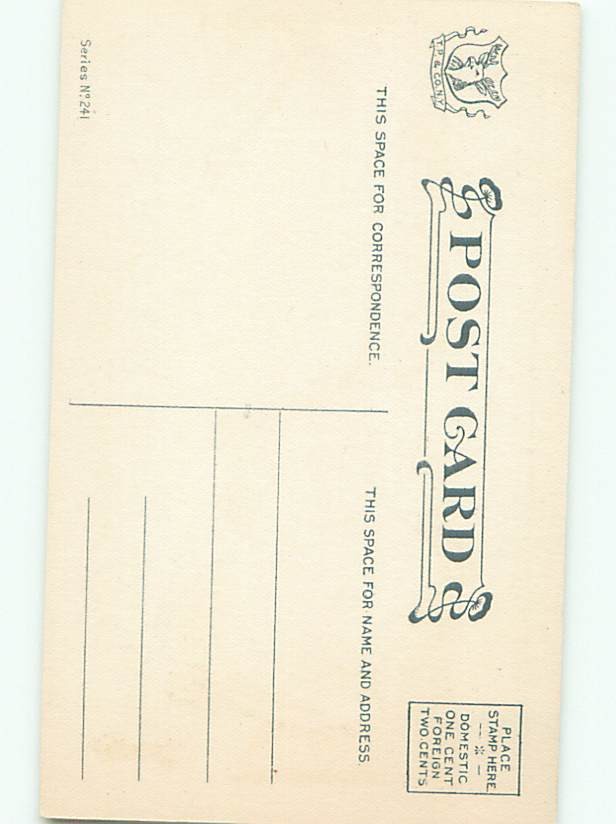 T.P. & CO. N.Y.
POST CARD
PLACE
STAMP HERE
DOMESTIC
ONE CENT
FOREIGN
TWO CENTS
THIS SPACE FOR CORRESPONDENCE.
THIS SPACE FOR NAME AND ADDRESS.
Series Nº 241